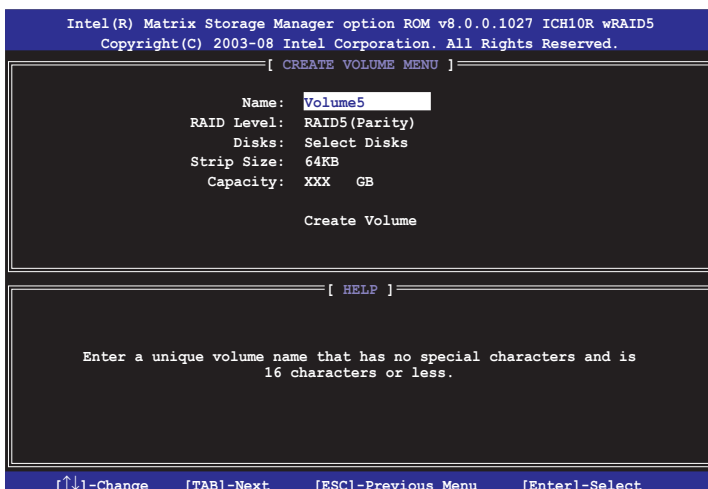 Intel(R) Matrix Storage Manager option ROM v8.0.0.1027 ICH10R wRAID5
Copyright(C) 2003-08 Intel Corporation. All Rights Reserved.
[ CREATE VOLUME MENU ]
Name: Volume5
RAID Level: RAID5(Parity)
Disks: Select Disks
Strip Size: 64KB
Capacity: XXX GB
Create Volume
[ HELP ]
Enter a unique volume name that has no special characters and is
16 characters or less.
[↑↓]-Change [TAB]-Next [ESC]-Previous Menu [Enter]-Select